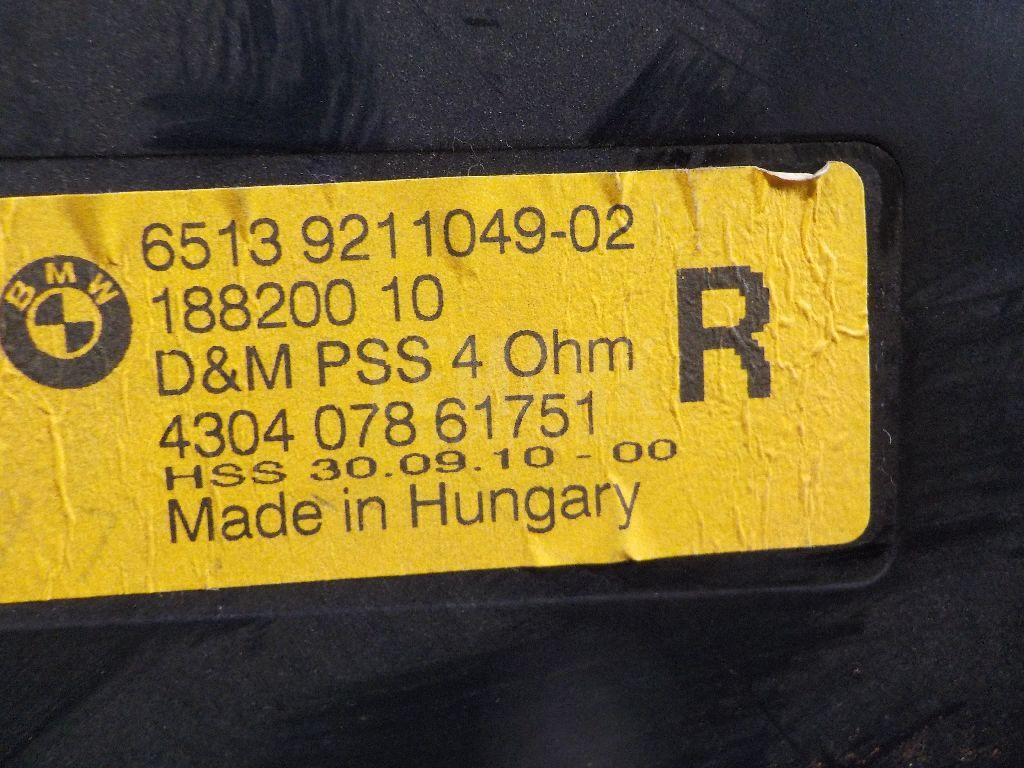 BMW
6513 9211049-02
188200 10
D&M PSS 4 Ohm
4304 078 61751
HSS 30.09.10 - 00
Made in Hungary
R